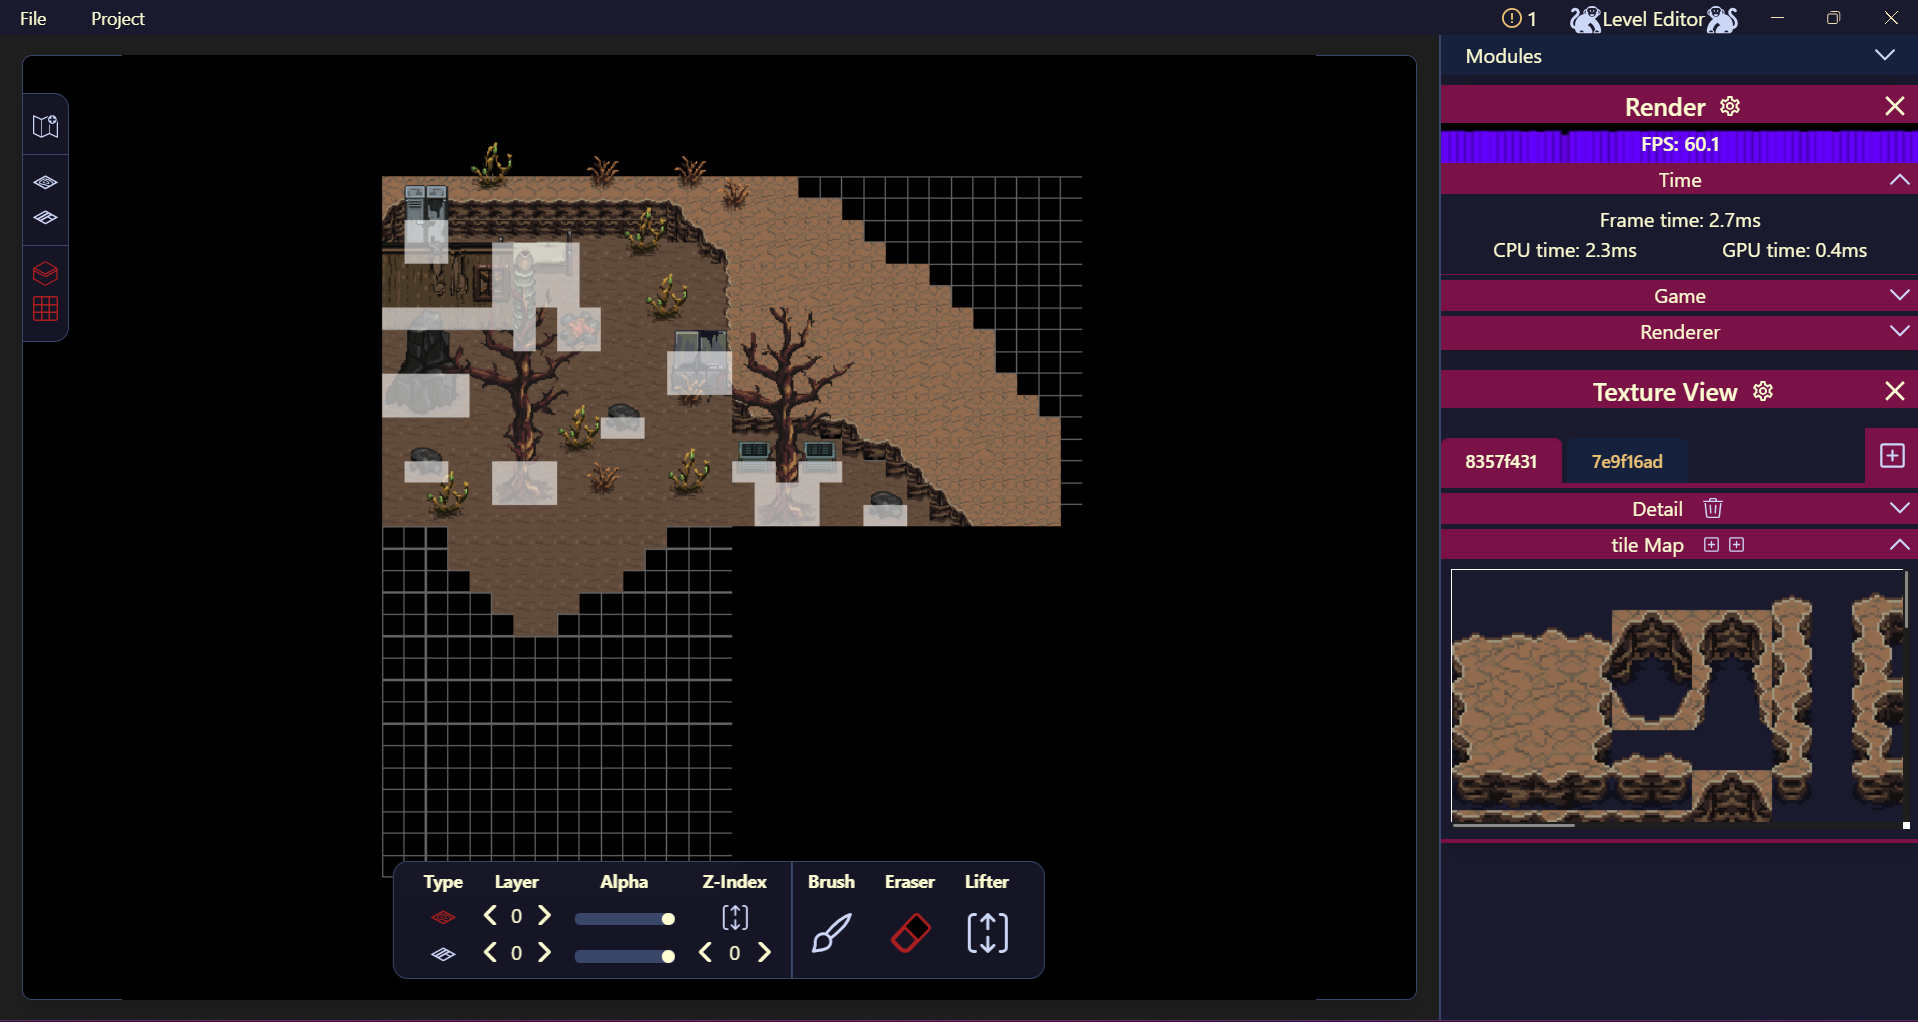 File Project 1 Level Editor
Modules
Render
FPS: 60.1
Time
Frame time: 2.7ms
CPU time: 2.3ms GPU time: 0.4ms
Game
Renderer
Texture View
8357f431 7e9f16ad
Detail
tile Map
Type Layer Alpha Z-Index Brush Eraser Lifter
0
0 0